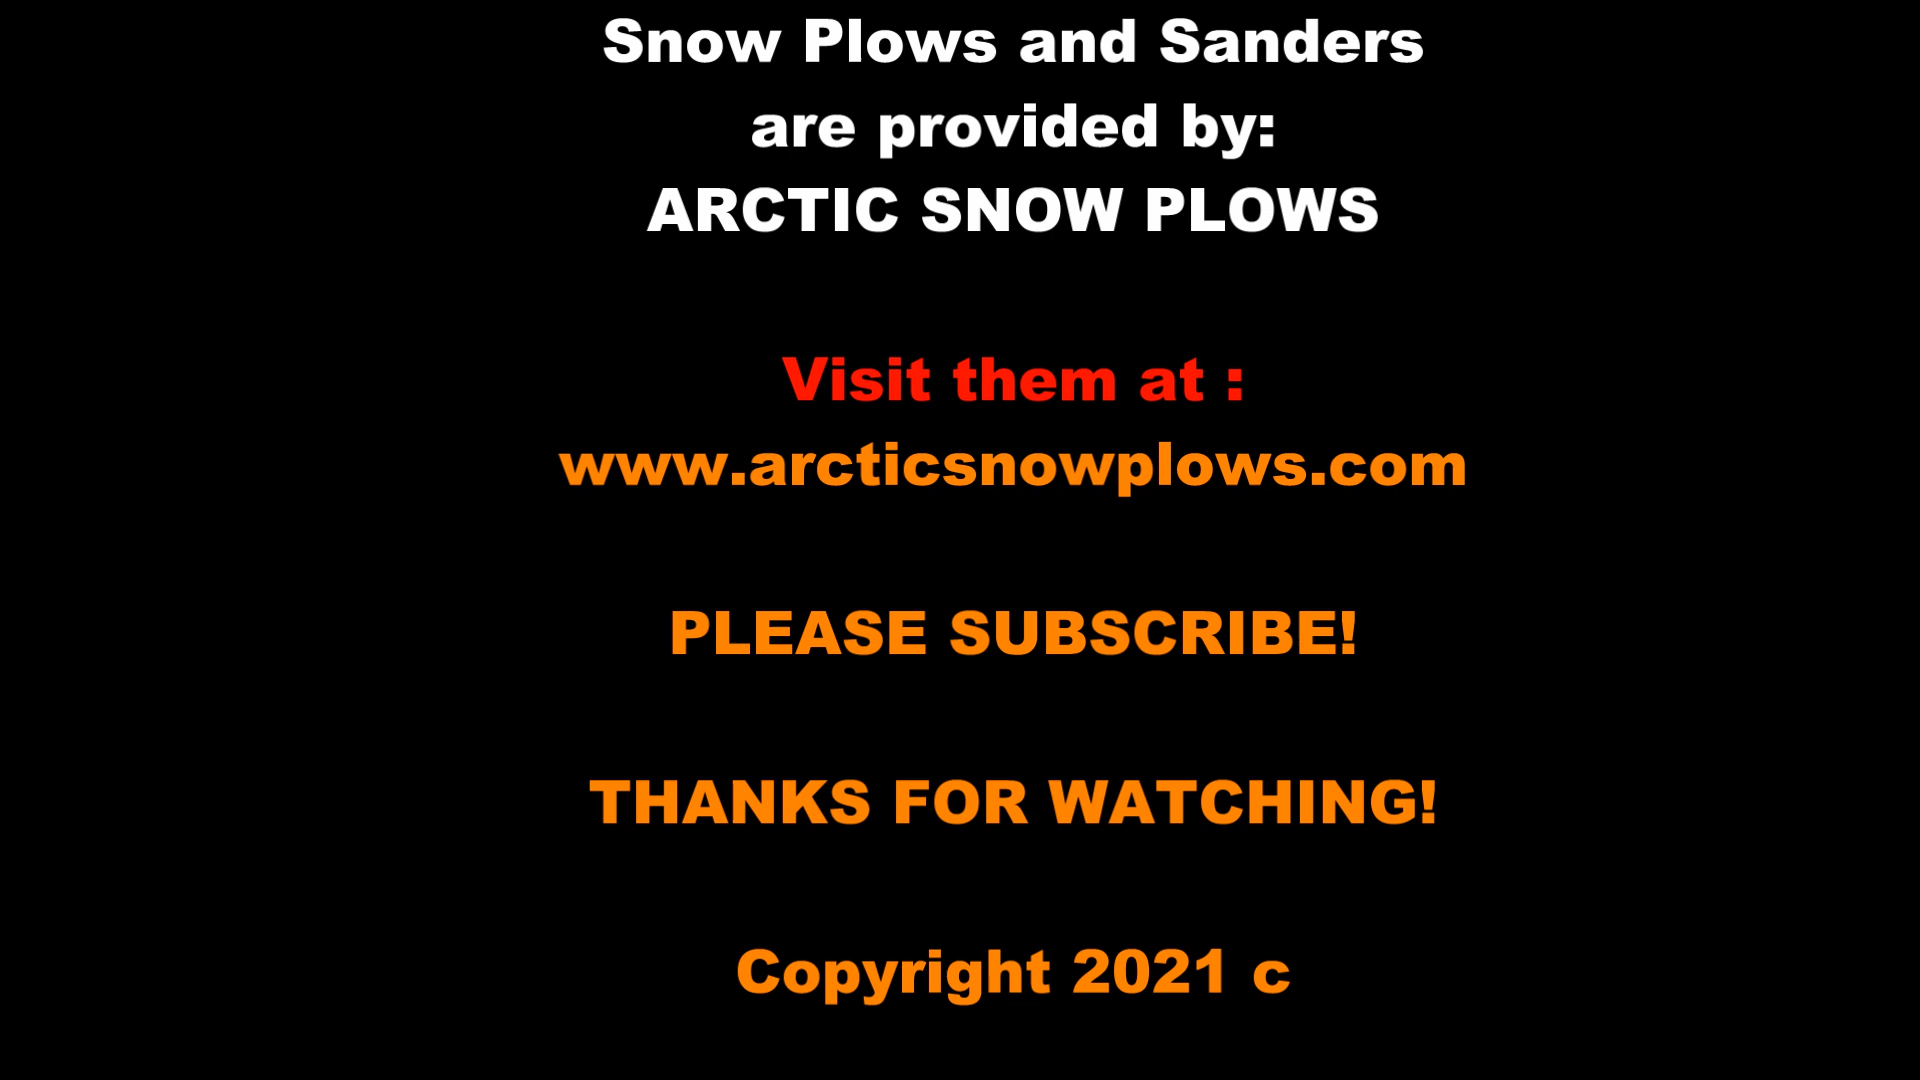 Snow Plows and Sanders
are provided by:
ARCTIC SNOW PLOWS
Visit them at :
www.arcticsnowplows.com
PLEASE SUBSCRIBE!
THANKS FOR WATCHING!
Copyright 2021 c